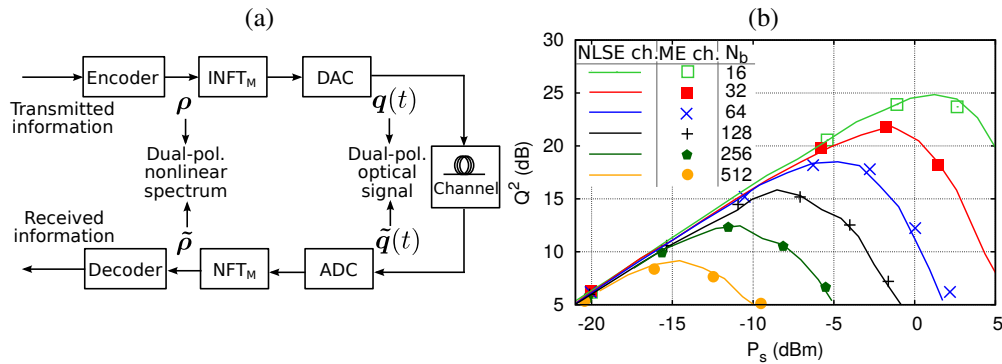 (a)
Encoder
INFT_M
DAC
Transmitted
information
ρ
q(t)
Dual-pol.
nonlinear
spectrum
Dual-pol.
optical
signal
Channel
Received
information
ρ̃
q̃(t)
Decoder
NFT_M
ADC
(b)
NLSE ch. ME ch. N_b
16
32
64
128
256
512
Q² (dB)
30
25
20
15
10
5
-20 -15 -10 -5 0 5
P_s (dBm)